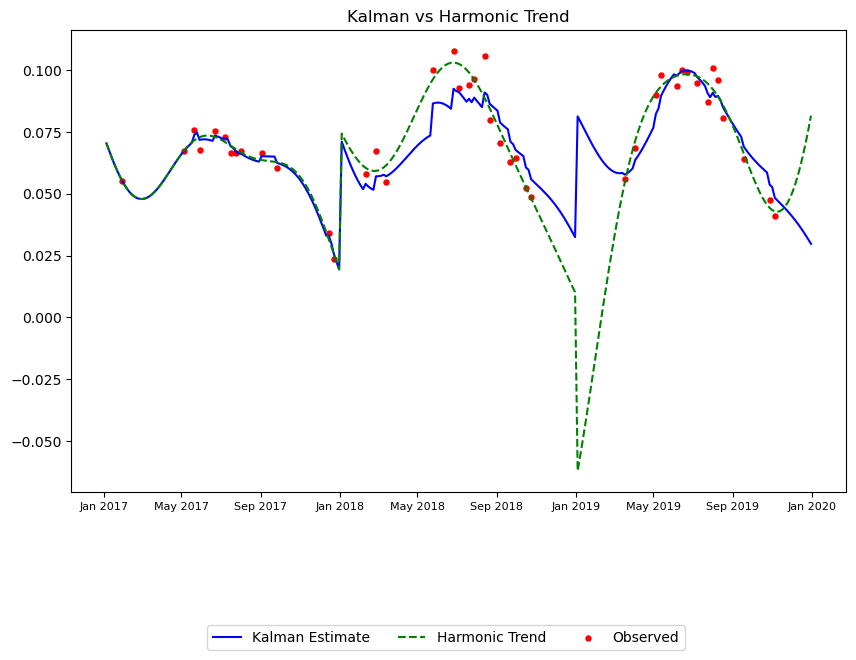 Kalman vs Harmonic Trend
0.100
0.075
0.050
0.025
0.000
−0.025
−0.050
Jan 2017 May 2017 Sep 2017 Jan 2018 May 2018 Sep 2018 Jan 2019 May 2019 Sep 2019 Jan 2020
Kalman Estimate Harmonic Trend Observed